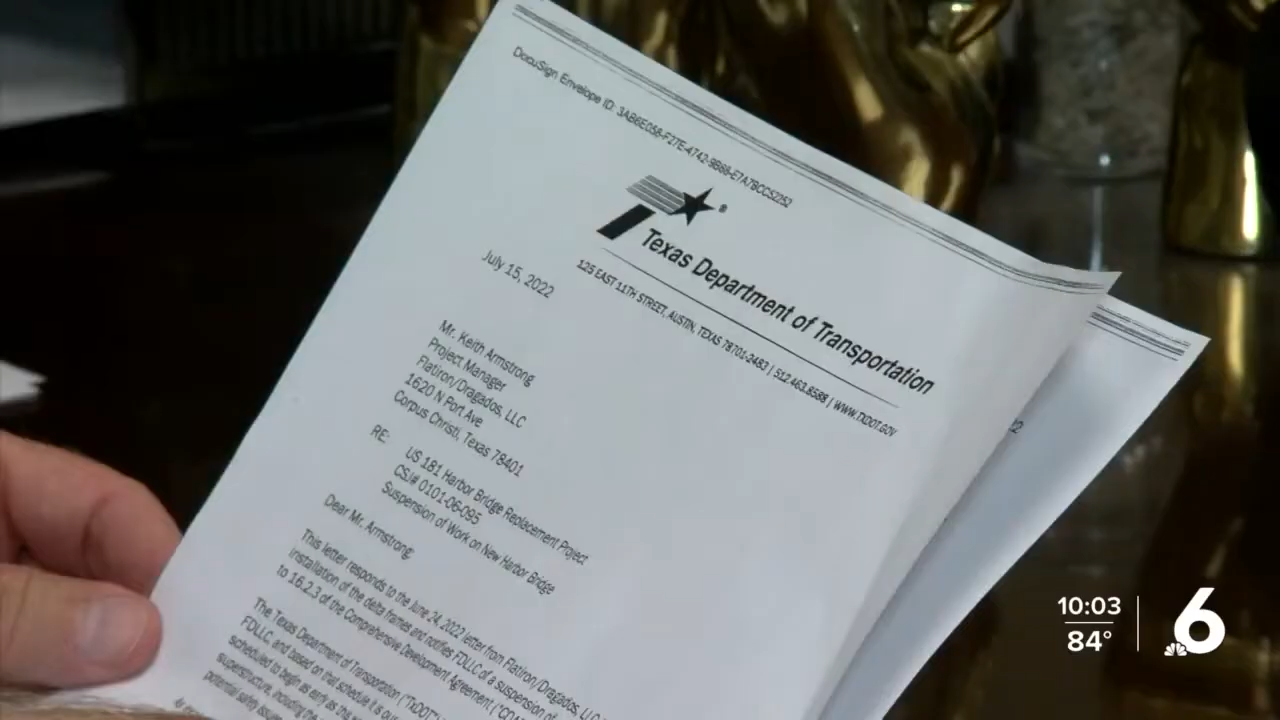 DocuSign Envelope ID: 3AB6E058-F27E-4742-9B68-E7A7BCC52252
Texas Department of Transportation
125 EAST 11TH STREET, AUSTIN, TEXAS 78701-2483 | 512.463.8588 | WWW.TXDOT.GOV
July 15, 2022
Mr. Keith Armstrong
Project Manager
Flatiron/Dragados, LLC
1620 N Port Ave
Corpus Christi, Texas 78401
RE: US 181 Harbor Bridge Replacement Project
CSJ# 0101-06-095
Suspension of Work on New Harbor Bridge
Dear Mr. Armstrong
This letter responds to the June 24, 2022 letter from Flatiron/Dragados, LLC
installation of the delta frames and notifies FDLLC of a suspension of
to 16.2.3 of the Comprehensive Development Agreement ("CDA
The Texas Department of Transportation ("TxDOT"
FDLLC, and based on that schedule it is our
scheduled to begin as early as this
superstructure, including the
potential safety issues
10:03
84°
6